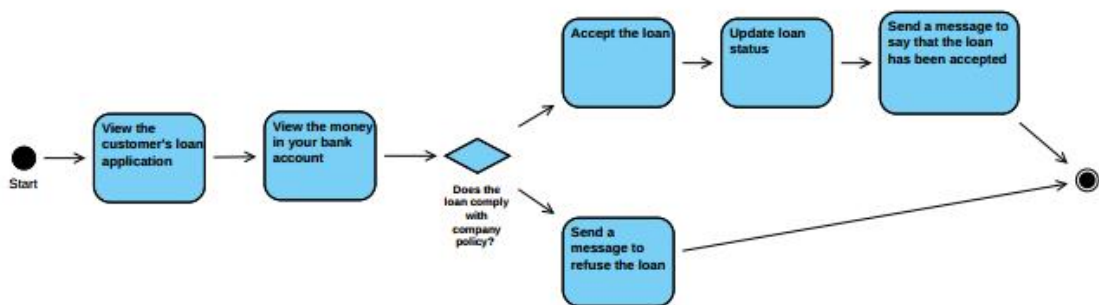 Start
View the
customer's loan
application
View the money
in your bank
account
Does the
loan comply
with
company
policy?
Accept the loan
Update loan
status
Send a message to
say that the loan
has been accepted
Send a
message to
refuse the loan